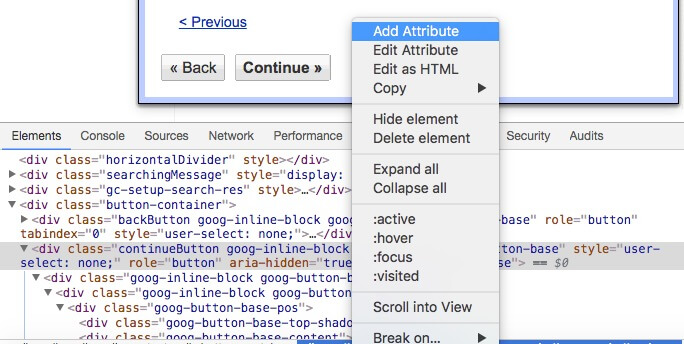 < Previous
« Back Continue »
Add Attribute
Edit Attribute
Edit as HTML
Copy
Hide element
Delete element
Expand all
Collapse all
:active
:hover
:focus
:visited
Scroll into View
Break on...
Elements Console Sources Network Performance Security Audits
<div class="horizontalDivider" style></div>
<div class="searchingMessage" style="display:
<div class="gc-setup-search-res" style>…</div>
<div class="button-container">
<div class="backButton goog-inline-block goog -base" role="button"
tabindex="0" style="user-select: none;">…</div>
<div class="continueButton goog-inline-block -button-base" style="user-
select: none;" role="button" aria-hidden="true ase"> == $0
<div class="goog-inline-block goog-button-b
<div class="goog-inline-block goog-button
<div class="goog-button-base-pos">
<div class="goog-button-base-top-shado
<div class="goog-button-base-content">